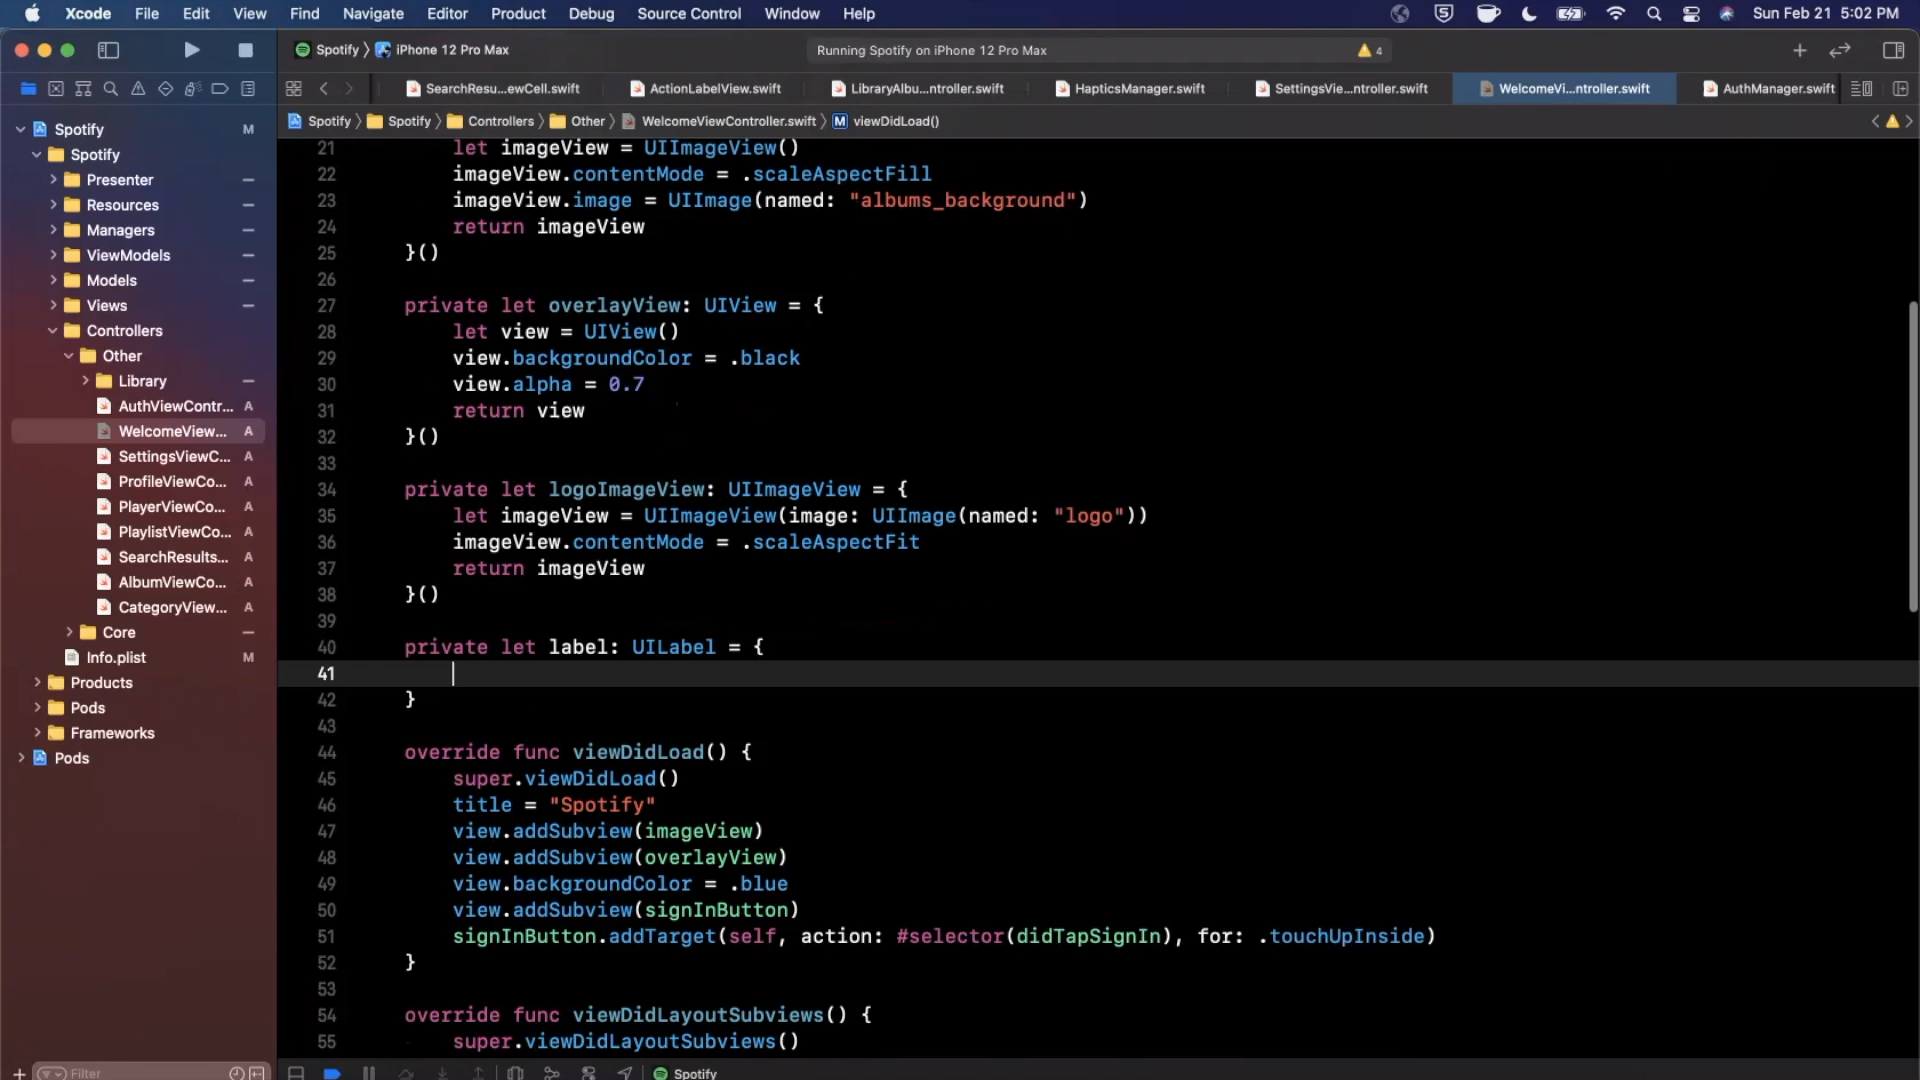 Xcode File Edit View Find Navigate Editor Product Debug Source Control Window Help Sun Feb 21 5:02 PM
Spotify iPhone 12 Pro Max Running Spotify on iPhone 12 Pro Max 4
SearchResu...ewCell.swift ActionLabelView.swift LibraryAlbu...ntroller.swift HapticsManager.swift SettingsVie...ntroller.swift WelcomeVi...ntroller.swift AuthManager.swift
Spotify Spotify Controllers Other WelcomeViewController.swift M viewDidLoad()
Spotify M
Spotify
Presenter
Resources
Managers
ViewModels
Models
Views
Controllers
Other
Library
AuthViewContr... A
WelcomeView... A
SettingsViewC... A
ProfileViewCo... A
PlayerViewCo... A
PlaylistViewCo... A
SearchResults... A
AlbumViewCo... A
CategoryView... A
Core
Info.plist M
Products
Pods
Frameworks
Pods
Filter
21 let imageView = UIImageView()
22 imageView.contentMode = .scaleAspectFill
23 imageView.image = UIImage(named: "albums_background")
24 return imageView
25 }()
26
27 private let overlayView: UIView = {
28 let view = UIView()
29 view.backgroundColor = .black
30 view.alpha = 0.7
31 return view
32 }()
33
34 private let logoImageView: UIImageView = {
35 let imageView = UIImageView(image: UIImage(named: "logo"))
36 imageView.contentMode = .scaleAspectFit
37 return imageView
38 }()
39
40 private let label: UILabel = {
41
42 }
43
44 override func viewDidLoad() {
45 super.viewDidLoad()
46 title = "Spotify"
47 view.addSubview(imageView)
48 view.addSubview(overlayView)
49 view.backgroundColor = .blue
50 view.addSubview(signInButton)
51 signInButton.addTarget(self, action: #selector(didTapSignIn), for: .touchUpInside)
52 }
53
54 override func viewDidLayoutSubviews() {
55 super.viewDidLayoutSubviews()
Spotify